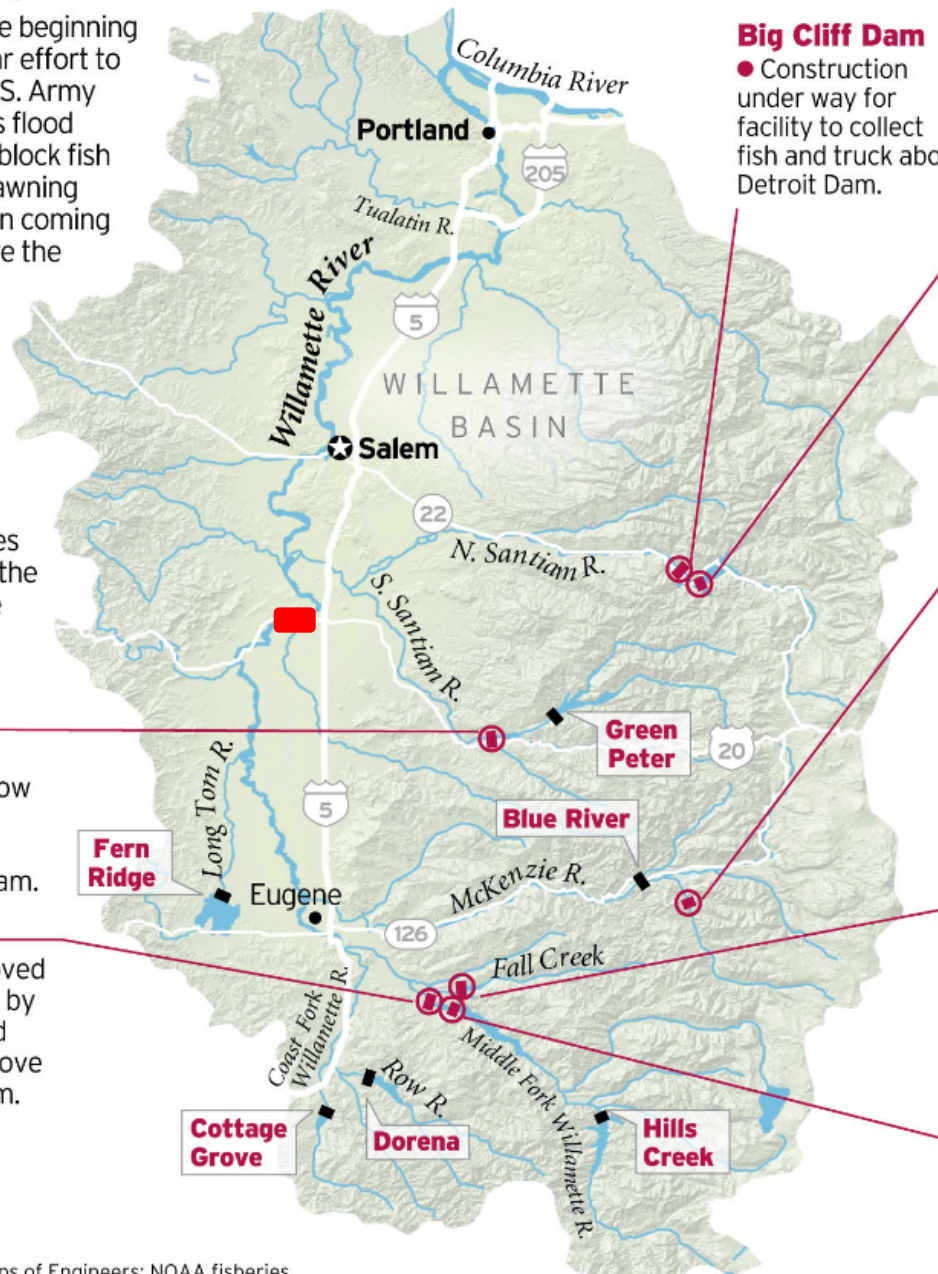 e beginning
ar effort to
S. Army
s flood
block fish
awning
n coming
e the
Big Cliff Dam
● Construction
under way for
facility to collect
fish and truck abo
Detroit Dam.
Columbia River
Portland
205
Tualatin R.
Willamette River
5
WILLAMETTE
BASIN
Salem
22
N. Santiam R.
es
the
S. Santiam R.
Green
Peter
20
ow
am.
Long Tom R.
5
Blue River
Fern
Ridge
Eugene
McKenzie R.
126
Fall Creek
oved
by
d
ove
m.
Coast Fork
Willamette R.
Middle Fork Willamette R.
Row R.
Cottage
Grove
Dorena
Hills
Creek
ps of Engineers; NOAA fisheries